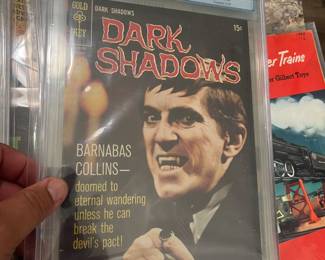 GOLD
KEY
DARK SHADOWS
15¢
DARK
SHADOWS
BARNABAS
COLLINS—
doomed to
eternal wandering
unless he can
break the
devil's pact!
er Trains
r Gilbert Toys